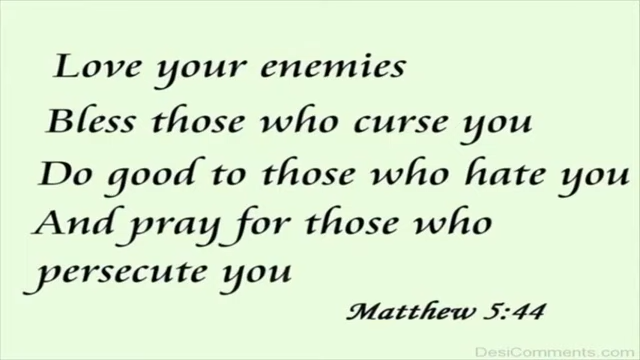 Love your enemies
Bless those who curse you
Do good to those who hate you
And pray for those who
persecute you
Matthew 5:44
DesiComments.com